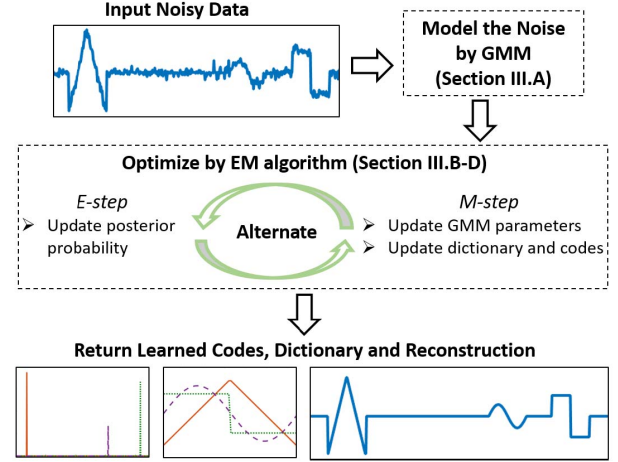 Input Noisy Data
Model the Noise
by GMM
(Section III.A)
Optimize by EM algorithm (Section III.B-D)
E-step
➢ Update posterior
probability
Alternate
M-step
➢ Update GMM parameters
➢ Update dictionary and codes
Return Learned Codes, Dictionary and Reconstruction